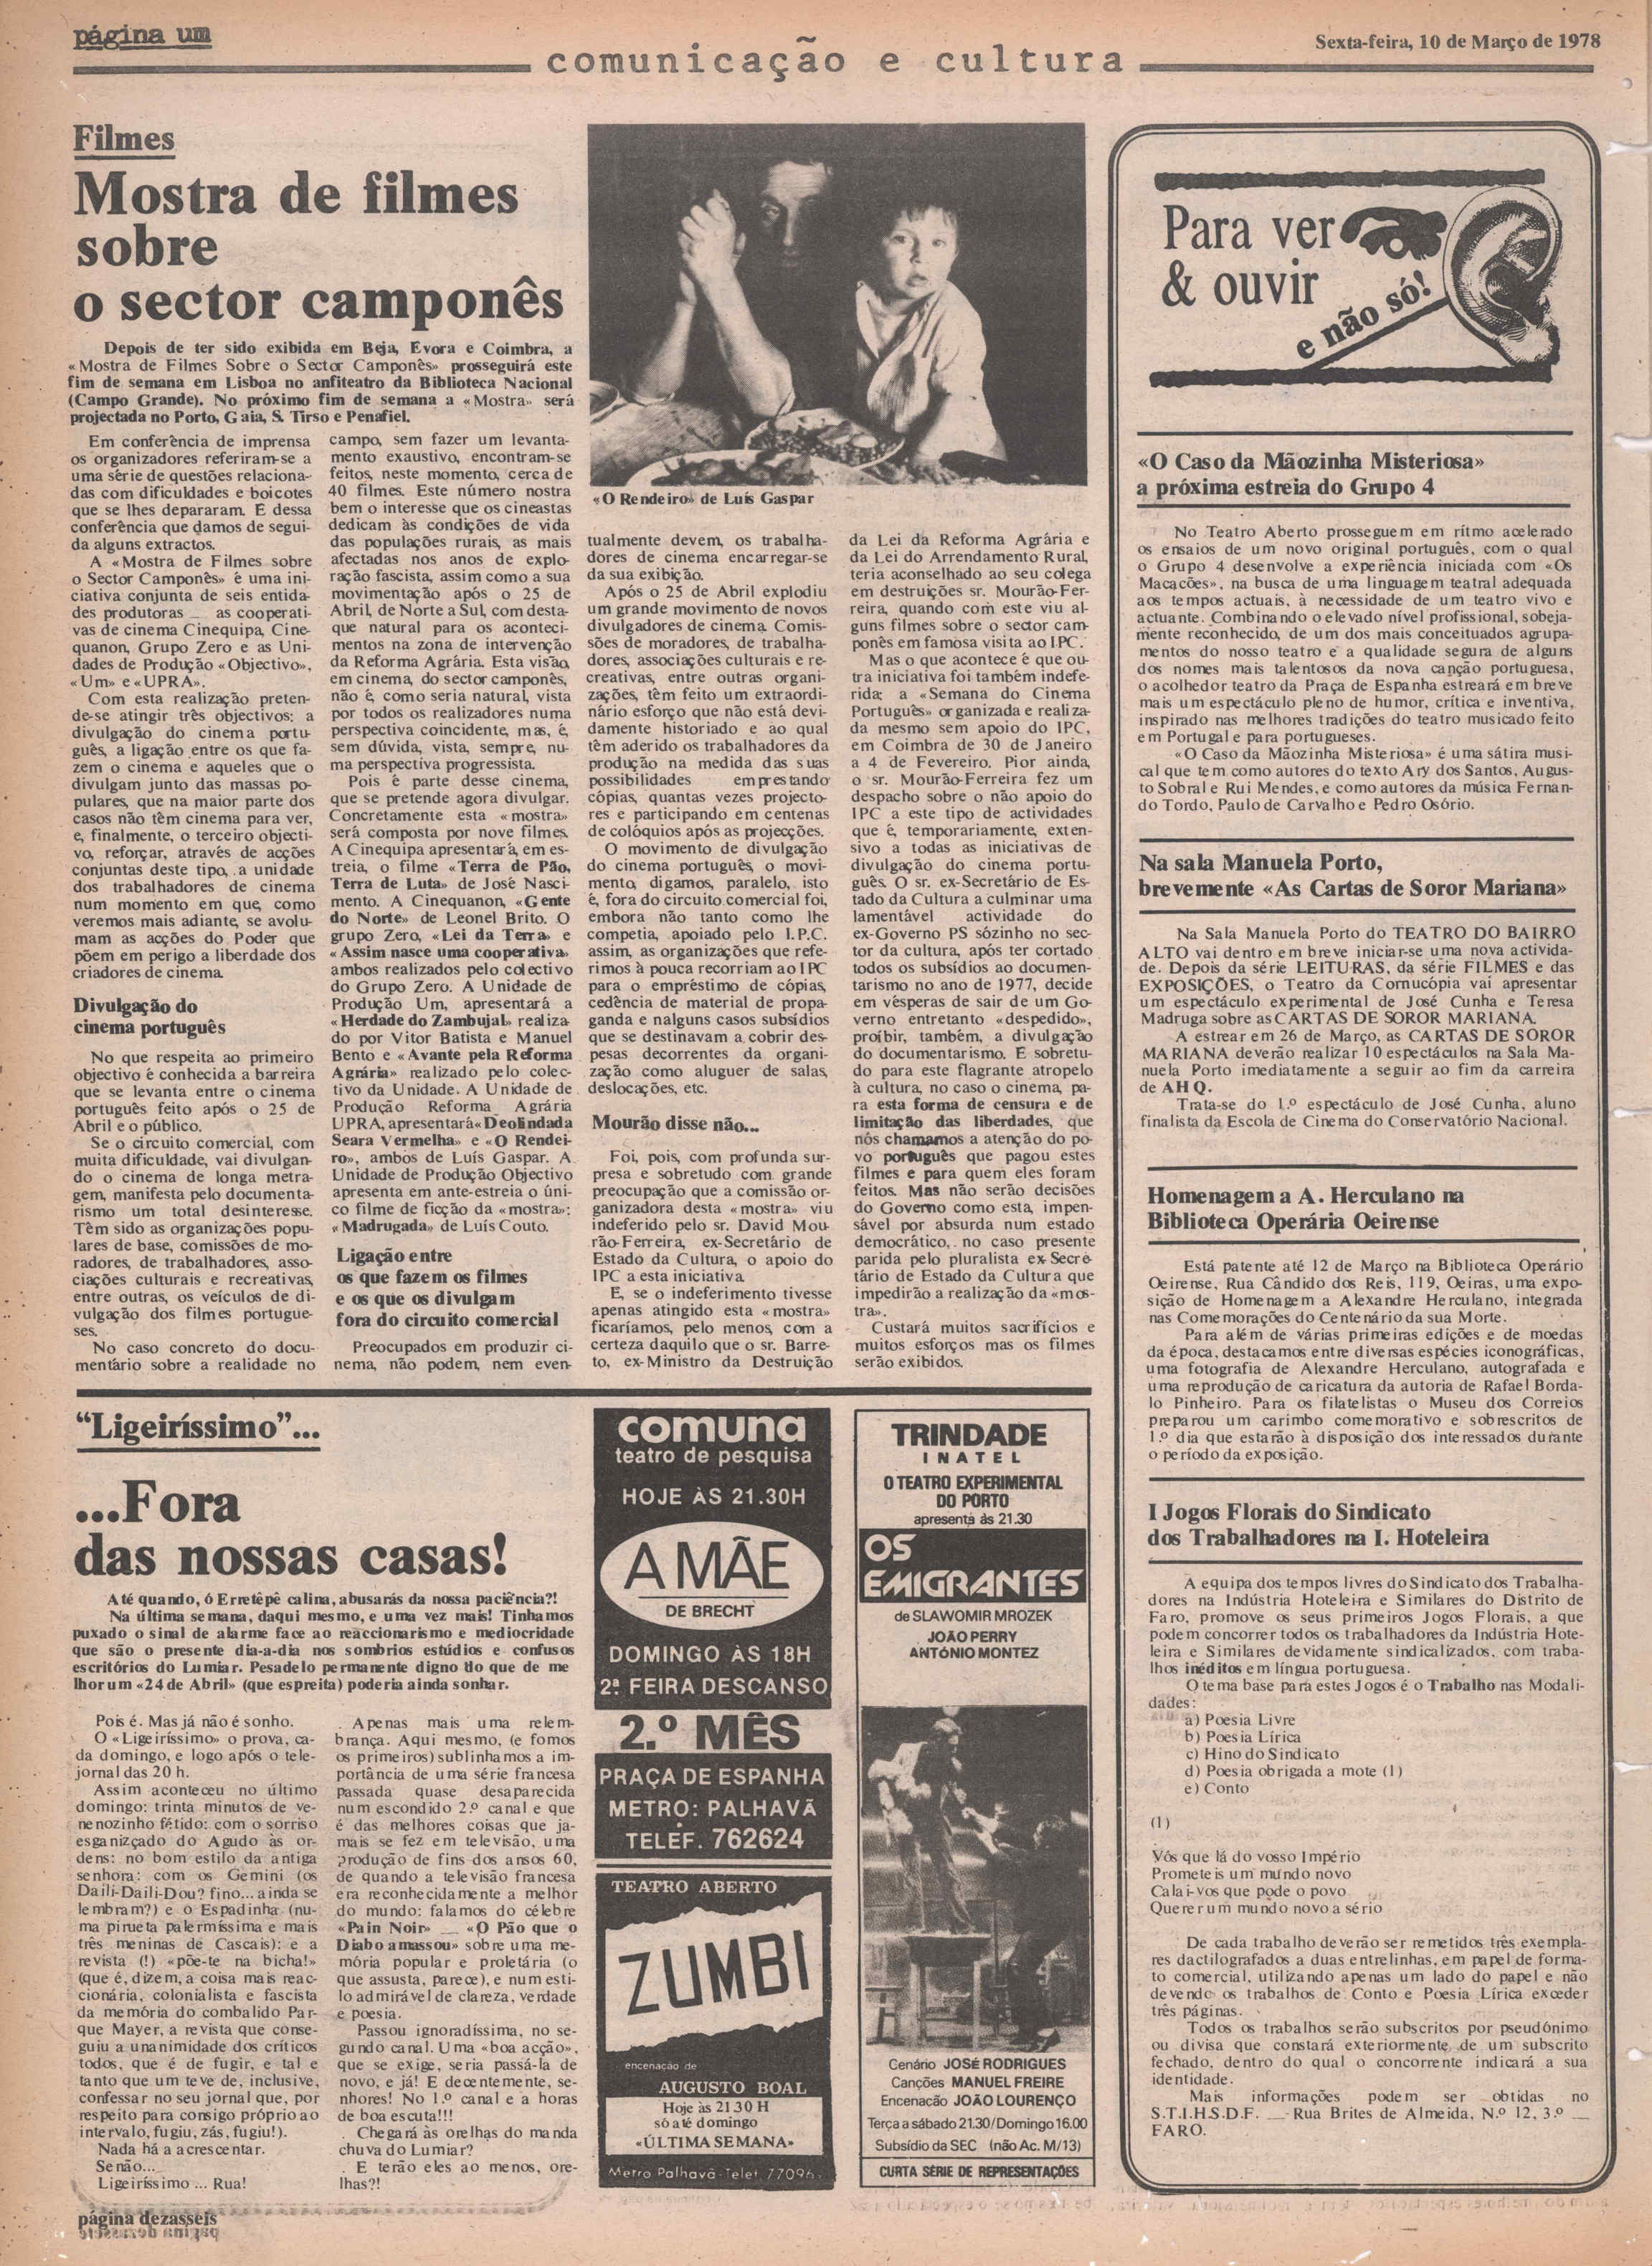 página um
Sexta-feira, 10 de Março de 1978
comunicação e cultura
Filmes
Mostra de filmes
sobre
o sector camponês
Depois de ter sido exibida em Beja, Evora e Coimbra, a
«Mostra de Filmes Sobre o Sector Camponês» prosseguirá este
fim de semana em Lisboa no anfiteatro da Biblioteca Nacional
(Campo Grande). No próximo fim de semana a «Mostra» será
projectada no Porto, Gaia, S. Tirso e Penafiel.
Em conferência de imprensa
os organizadores referiram-se a
uma série de questões relaciona-
das com dificuldades e boicotes
que se lhes depararam. E dessa
conferência que damos de segui-
da alguns extractos.
A «Mostra de Filmes sobre
o Sector Camponês» é uma ini-
ciativa conjunta de seis entida-
des produtoras — as cooperati-
vas de cinema Cinequipa, Cine-
quanon, Grupo Zero e as Uni-
dades de Produção «Objectivo»,
«Um» e «UPRA».
Com esta realização preten-
de-se atingir três objectivos: a
divulgação do cinema portu-
guês, a ligação entre os que fa-
zem o cinema e aqueles que o
divulgam junto das massas po-
pulares, que na maior parte dos
casos não têm cinema para ver,
e, finalmente, o terceiro objecti-
vo, reforçar, através de acções
conjuntas deste tipo, a unidade
dos trabalhadores de cinema
num momento em que, como
veremos mais adiante, se avolu-
mam as acções do Poder que
põem em perigo a liberdade dos
criadores de cinema.
Divulgação do
cinema português
No que respeita ao primeiro
objectivo é conhecida a barreira
que se levanta entre o cinema
português feito após o 25 de
Abril e o público.
Se o circuito comercial, com
muita dificuldade, vai divulgan-
do o cinema de longa metra-
gem, manifesta pelo documenta-
rismo um total desinteresse.
Têm sido as organizações popu-
lares de base, comissões de mo-
radores, de trabalhadores, asso-
ciações culturais e recreativas,
entre outras, os veículos de di-
vulgação dos filmes portugue-
ses.
No caso concreto do docu-
mentário sobre a realidade no
campo, sem fazer um levanta-
mento exaustivo, encontram-se
feitos, neste momento, cerca de
40 filmes. Este número nostra
bem o interesse que os cineastas
dedicam às condições de vida
das populações rurais, as mais
afectadas nos anos de explo-
ração fascista, assim como a sua
movimentação após o 25 de
Abril, de Norte a Sul, com desta-
que natural para os aconteci-
mentos na zona de intervenção
da Reforma Agrária. Esta visão,
em cinema, do sector camponês,
não é, como seria natural, vista
por todos os realizadores numa
perspectiva coincidente, mas, é,
sem dúvida, vista, sempre, nu-
ma perspectiva progressista.
Pois é parte desse cinema,
que se pretende agora divulgar.
Concretamente esta «mostra»
será composta por nove filmes.
A Cinequipa apresentará, em es-
treia, o filme «Terra de Pão,
Terra de Luta» de José Nasci-
mento. A Cinequanon, «Gente
do Norte» de Leonel Brito. O
grupo Zero, «Lei da Terra» e
«Assim nasce uma cooperativa»
ambos realizados pelo colectivo
do Grupo Zero. A Unidade de
Produção Um, apresentará a
«Herdade do Zambujal» realiza-
do por Vitor Batista e Manuel
Bento e «Avante pela Reforma
Agrária» realizado pelo colec-
tivo da Unidade. A Unidade de
Produção Reforma Agrária
UPRA, apresentará «Deolindada
Seara Vermelha» e «O Rendei-
ro», ambos de Luís Gaspar. A
Unidade de Produção Objectivo
apresenta em ante-estreia o úni-
co filme de ficção da «mostra»:
«Madrugada» de Luís Couto.
Ligação entre
os que fazem os filmes
e os que os divulgam
fora do circuito comercial
Preocupados em produzir ci-
nema, não podem, nem even-
«O Rendeiro» de Luís Gaspar
tualmente devem, os trabalha-
dores de cinema encarregar-se
da sua exibição.
Após o 25 de Abril explodiu
um grande movimento de novos
divulgadores de cinema. Comis-
sões de moradores, de trabalha-
dores, associações culturais e re-
creativas, entre outras organi-
zações, têm feito um extraordi-
nário esforço que não está devi-
damente historiado e ao qual
têm aderido os trabalhadores da
produção na medida das suas
possibilidades emprestando
cópias, quantas vezes projecto-
res e participando em centenas
de colóquios após as projecções.
O movimento de divulgação
do cinema português, o movi-
mento, digamos, paralelo, isto
é, fora do circuito comercial foi,
embora não tanto como lhe
competia, apoiado pelo I.P.C.
assim, as organizações que refe-
rimos à pouca recorriam ao IPC
para o empréstimo de cópias,
cedência de material de propa-
ganda e nalguns casos subsídios
que se destinavam a cobrir des-
pesas decorrentes da organi-
zação como aluguer de salas,
deslocações, etc.
Mourão disse não...
Foi, pois, com profunda sur-
presa e sobretudo com grande
preocupação que a comissão or-
ganizadora desta «mostra» viu
indeferido pelo sr. David Mou-
rão-Ferreira, ex-Secretário de
Estado da Cultura, o apoio do
IPC a esta iniciativa.
E, se o indeferimento tivesse
apenas atingido esta «mostra»
ficaríamos, pelo menos, com a
certeza daquilo que o sr. Barre-
to, ex-Ministro da Destruição
da Lei da Reforma Agrária e
da Lei do Arrendamento Rural,
teria aconselhado ao seu colega
em destruições sr. Mourão-Fer-
reira, quando com este viu al-
guns filmes sobre o sector cam-
ponês em famosa visita ao IPC.
Mas o que acontece é que ou-
tra iniciativa foi também indefe-
rida; a «Semana do Cinema
Português» organizada e realiza-
da mesmo sem apoio do IPC,
em Coimbra de 30 de Janeiro
a 4 de Fevereiro. Pior ainda,
o sr. Mourão-Ferreira fez um
despacho sobre o não apoio do
IPC a este tipo de actividades
que é, temporariamente, exten-
sivo a todas as iniciativas de
divulgação do cinema portu-
guês. O sr. ex-Secretário de Es-
tado da Cultura a culminar uma
lamentável actividade do
ex-Governo PS sózinho no sec-
tor da cultura, após ter cortado
todos os subsídios ao documen-
tarismo no ano de 1977, decide
em vésperas de sair de um Go-
verno entretanto «despedido»,
proíbir, também, a divulgação
do documentarismo. E sobretu-
do para este flagrante atropelo
à cultura, no caso o cinema, pa-
ra esta forma de censura e de
limitação das liberdades, que
nós chamamos a atenção do po-
vo português que pagou estes
filmes e para quem eles foram
feitos. Mas não serão decisões
do Governo como esta, impen-
sável por absurda num estado
democrático, no caso presente
parida pelo pluralista ex-Secre-
tário de Estado da Cultura que
impedirão a realização da «mos-
tra».
Custará muitos sacrifícios e
muitos esforços mas os filmes
serão exibidos.
“Ligeiríssimo”...
...Fora
das nossas casas!
Até quando, ó Erretêpê calina, abusarás da nossa paciência?!
Na última semana, daqui mesmo, e uma vez mais! Tinhamos
puxado o sinal de alarme face ao reaccionarismo e mediocridade
que são o presente dia-a-dia nos sombrios estúdios e confusos
escritórios do Lumiar. Pesadelo permanente digno do que de me
lhor um «24 de Abril» (que espreita) poderia ainda sonhar.
Pois é. Mas já não é sonho.
O «Ligeiríssimo» o prova, ca-
da domingo, e logo após o tele-
jornal das 20 h.
Assim aconteceu no último
domingo: trinta minutos de ve-
nenozinho fétido: com o sorriso
esganizçado do Agudo às or-
dens: no bom estilo da antiga
senhora: com os Gemini (os
Daili-Daili-Dou? fino... ainda se
lembram?) e o Espadinha (nu-
ma pirueta palermíssima e mais
três meninas de Cascais): e a
revista (!) «põe-te na bicha!»
(que é, dizem, a coisa mais reac-
cionária, colonialista e fascista
da memória do combalido Par-
que Mayer, a revista que conse-
guiu a unanimidade dos críticos
todos, que é de fugir, e tal e
tanto que um teve de, inclusive,
confessar no seu jornal que, por
respeito para consigo próprio ao
intervalo, fugiu, zás, fugiu!).
Nada há a acrescentar.
Se não...
Ligeiríssimo ... Rua!
Apenas mais uma relem-
brança. Aqui mesmo, (e fomos
os primeiros) sublinhamos a im-
portância de uma série francesa
passada quase desaparecida
num escondido 2.º canal e que
é das melhores coisas que ja-
mais se fez em televisão, uma
produção de fins dos ansos 60,
de quando a televisão francesa
era reconhecidamente a melhor
do mundo: falamos do célebre
«Pain Noir» — «O Pão que o
Diabo amassou» sobre uma me-
mória popular e proletária (o
que assusta, parece), e num esti-
lo admirável de clareza, verdade
e poesia.
Passou ignoradíssima, no se-
gundo canal. Uma «boa acção»,
que se exige, seria passá-la de
novo, e já! E decentemente, se-
nhores! No 1.º canal e a horas
de boa escuta!!!
Chegará às orelhas do manda
chuva do Lumiar?
E terão eles ao menos, ore-
lhas?!
comuna
teatro de pesquisa
HOJE ÀS 21.30H
A MÃE
DE BRECHT
DOMINGO ÀS 18H
2ª FEIRA DESCANSO
2.º MÊS
PRAÇA DE ESPANHA
METRO: PALHAVÃ
TELEF. 762624
TEATRO ABERTO
ZUMBI
encenação de
AUGUSTO BOAL
Hoje às 21 30 H
só até domingo
«ÚLTIMA SEMANA»
Metro Palhavã-Telef. 77096
TRINDADE
INATEL
O TEATRO EXPERIMENTAL
DO PORTO
apresenta às 21.30
OS
EMIGRANTES
de SLAWOMIR MROZEK
JOÃO PERRY
ANTÓNIO MONTEZ
Cenário JOSÉ RODRIGUES
Canções MANUEL FREIRE
Encenação JOÃO LOURENÇO
Terça a sábado 21.30/Domingo 16.00
Subsídio da SEC (não Ac. M/13)
CURTA SÉRIE DE REPRESENTAÇÕES
Para ver
& ouvir
e não só!
«O Caso da Mãozinha Misteriosa»
a próxima estreia do Grupo 4
No Teatro Aberto prosseguem em rítmo acelerado
os ensaios de um novo original português, com o qual
o Grupo 4 desenvolve a experiência iniciada com «Os
Macacões», na busca de uma linguagem teatral adequada
aos tempos actuais, à necessidade de um teatro vivo e
actuante. Combinando o elevado nível profissional, sobeja-
mente reconhecido, de um dos mais conceituados agrupa-
mentos do nosso teatro e a qualidade segura de alguns
dos nomes mais talentosos da nova canção portuguesa,
o acolhedor teatro da Praça de Espanha estreará em breve
mais um espectáculo pleno de humor, crítica e inventiva,
inspirado nas melhores tradições do teatro musicado feito
em Portugal e para portugueses.
«O Caso da Mãozinha Misteriosa» é uma sátira musi-
cal que tem como autores do texto Ary dos Santos, Augus-
to Sobral e Rui Mendes, e como autores da música Fernan-
do Tordo, Paulo de Carvalho e Pedro Osório.
Na sala Manuela Porto,
brevemente «As Cartas de Soror Mariana»
Na Sala Manuela Porto do TEATRO DO BAIRRO
ALTO vai dentro em breve iniciar-se uma nova activida-
de. Depois da série LEITURAS, da série FILMES e das
EXPOSIÇÕES, o Teatro da Cornucópia vai apresentar
um espectáculo experimental de José Cunha e Teresa
Madruga sobre as CARTAS DE SOROR MARIANA.
A estrear em 26 de Março, as CARTAS DE SOROR
MARIANA deverão realizar 10 espectáculos na Sala Ma-
nuela Porto imediatamente a seguir ao fim da carreira
de AHQ.
Trata-se do 1.º espectáculo de José Cunha, aluno
finalista da Escola de Cinema do Conservatório Nacional.
Homenagem a A. Herculano na
Biblioteca Operária Oeirense
Está patente até 12 de Março na Biblioteca Operário
Oeirense, Rua Cândido dos Reis, 119, Oeiras, uma expo-
sição de Homenagem a Alexandre Herculano, integrada
nas Comemorações do Centenário da sua Morte.
Para além de várias primeiras edições e de moedas
da época, destacamos entre diversas espécies iconográficas,
uma fotografia de Alexandre Herculano, autografada e
uma reprodução de caricatura da autoria de Rafael Borda-
lo Pinheiro. Para os filatelistas o Museu dos Correios
preparou um carimbo comemorativo e sobrescritos de
1.º dia que estarão à disposição dos interessados durante
o período da exposição.
I Jogos Florais do Sindicato
dos Trabalhadores na I. Hoteleira
A equipa dos tempos livres do Sindicato dos Trabalha-
dores na Indústria Hoteleira e Similares do Distrito de
Faro, promove os seus primeiros Jogos Florais, a que
podem concorrer todos os trabalhadores da Indústria Hote-
leira e Similares devidamente sindicalizados, com traba-
lhos inéditos em língua portuguesa.
O tema base para estes Jogos é o Trabalho nas Modali-
dades:
a) Poesia Livre
b) Poesia Lírica
c) Hino do Sindicato
d) Poesia obrigada a mote (1)
e) Conto
(1)
Vós que lá do vosso Império
Prometeis um mundo novo
Calai-vos que pode o povo
Querer um mundo novo a sério
De cada trabalho deverão ser remetidos três exempla-
res dactilografados a duas entrelinhas, em papel de forma-
to comercial, utilizando apenas um lado do papel e não
devendo os trabalhos de Conto e Poesia Lírica exceder
três páginas.
Todos os trabalhos serão subscritos por pseudónimo
ou divisa que constará exteriormente de um subscrito
fechado, dentro do qual o concorrente indicará a sua
identidade.
Mais informações podem ser obtidas no
S.T.I.H.S.D.F. — Rua Brites de Almeida, N.º 12, 3.º —
FARO.
página dezasseis